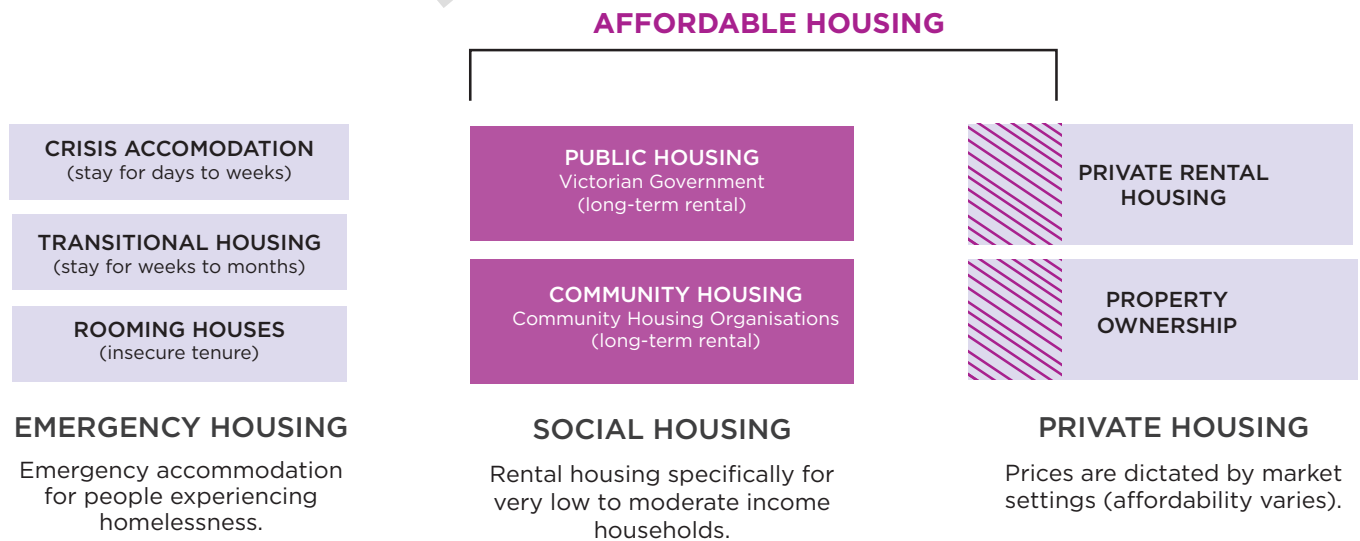 AFFORDABLE HOUSING
CRISIS ACCOMODATION
(stay for days to weeks)
TRANSITIONAL HOUSING
(stay for weeks to months)
ROOMING HOUSES
(insecure tenure)
EMERGENCY HOUSING
Emergency accommodation
for people experiencing
homelessness.
PUBLIC HOUSING
Victorian Government
(long-term rental)
COMMUNITY HOUSING
Community Housing Organisations
(long-term rental)
SOCIAL HOUSING
Rental housing specifically for
very low to moderate income
households.
PRIVATE RENTAL
HOUSING
PROPERTY
OWNERSHIP
PRIVATE HOUSING
Prices are dictated by market
settings (affordability varies).